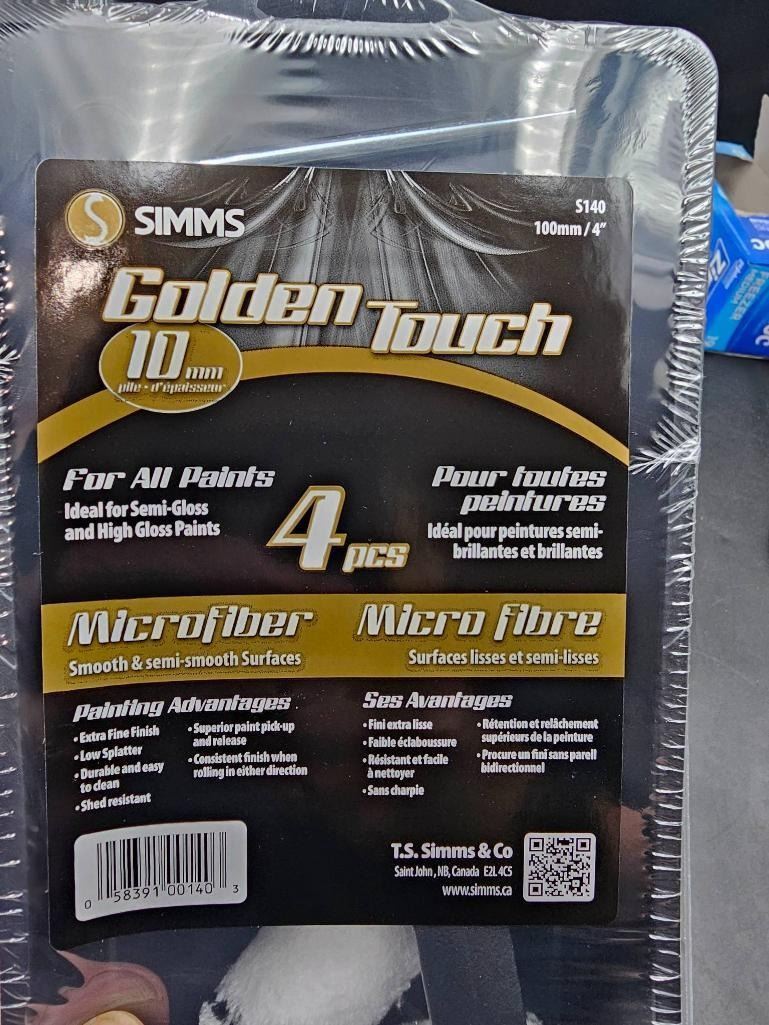 S SIMMS
S140
100mm / 4"
Golden Touch
10 mm
pile • d'épaisseur
For All Paints
Ideal for Semi-Gloss
and High Gloss Paints
4 pcs
Pour toutes
peintures
Idéal pour peintures semi-
brillantes et brillantes
Microfiber
Smooth & semi-smooth Surfaces
Micro fibre
Surfaces lisses et semi-lisses
Painting Advantages
• Extra Fine Finish
• Low Splatter
• Durable and easy
to clean
• Shed resistant
• Superior paint pick-up
and release
• Consistent finish when
rolling in either direction
Ses Avantages
• Fini extra lisse
• Faible éclaboussure
• Résistant et facile
à nettoyer
• Sans charpie
• Rétention et relâchement
supérieurs de la peinture
• Procure un fini sans pareil
bidirectionnel
0 58391 00140 3
T.S. Simms & Co
Saint John, NB, Canada E2L 4C5
www.simms.ca
FREEZER
MEDIUM